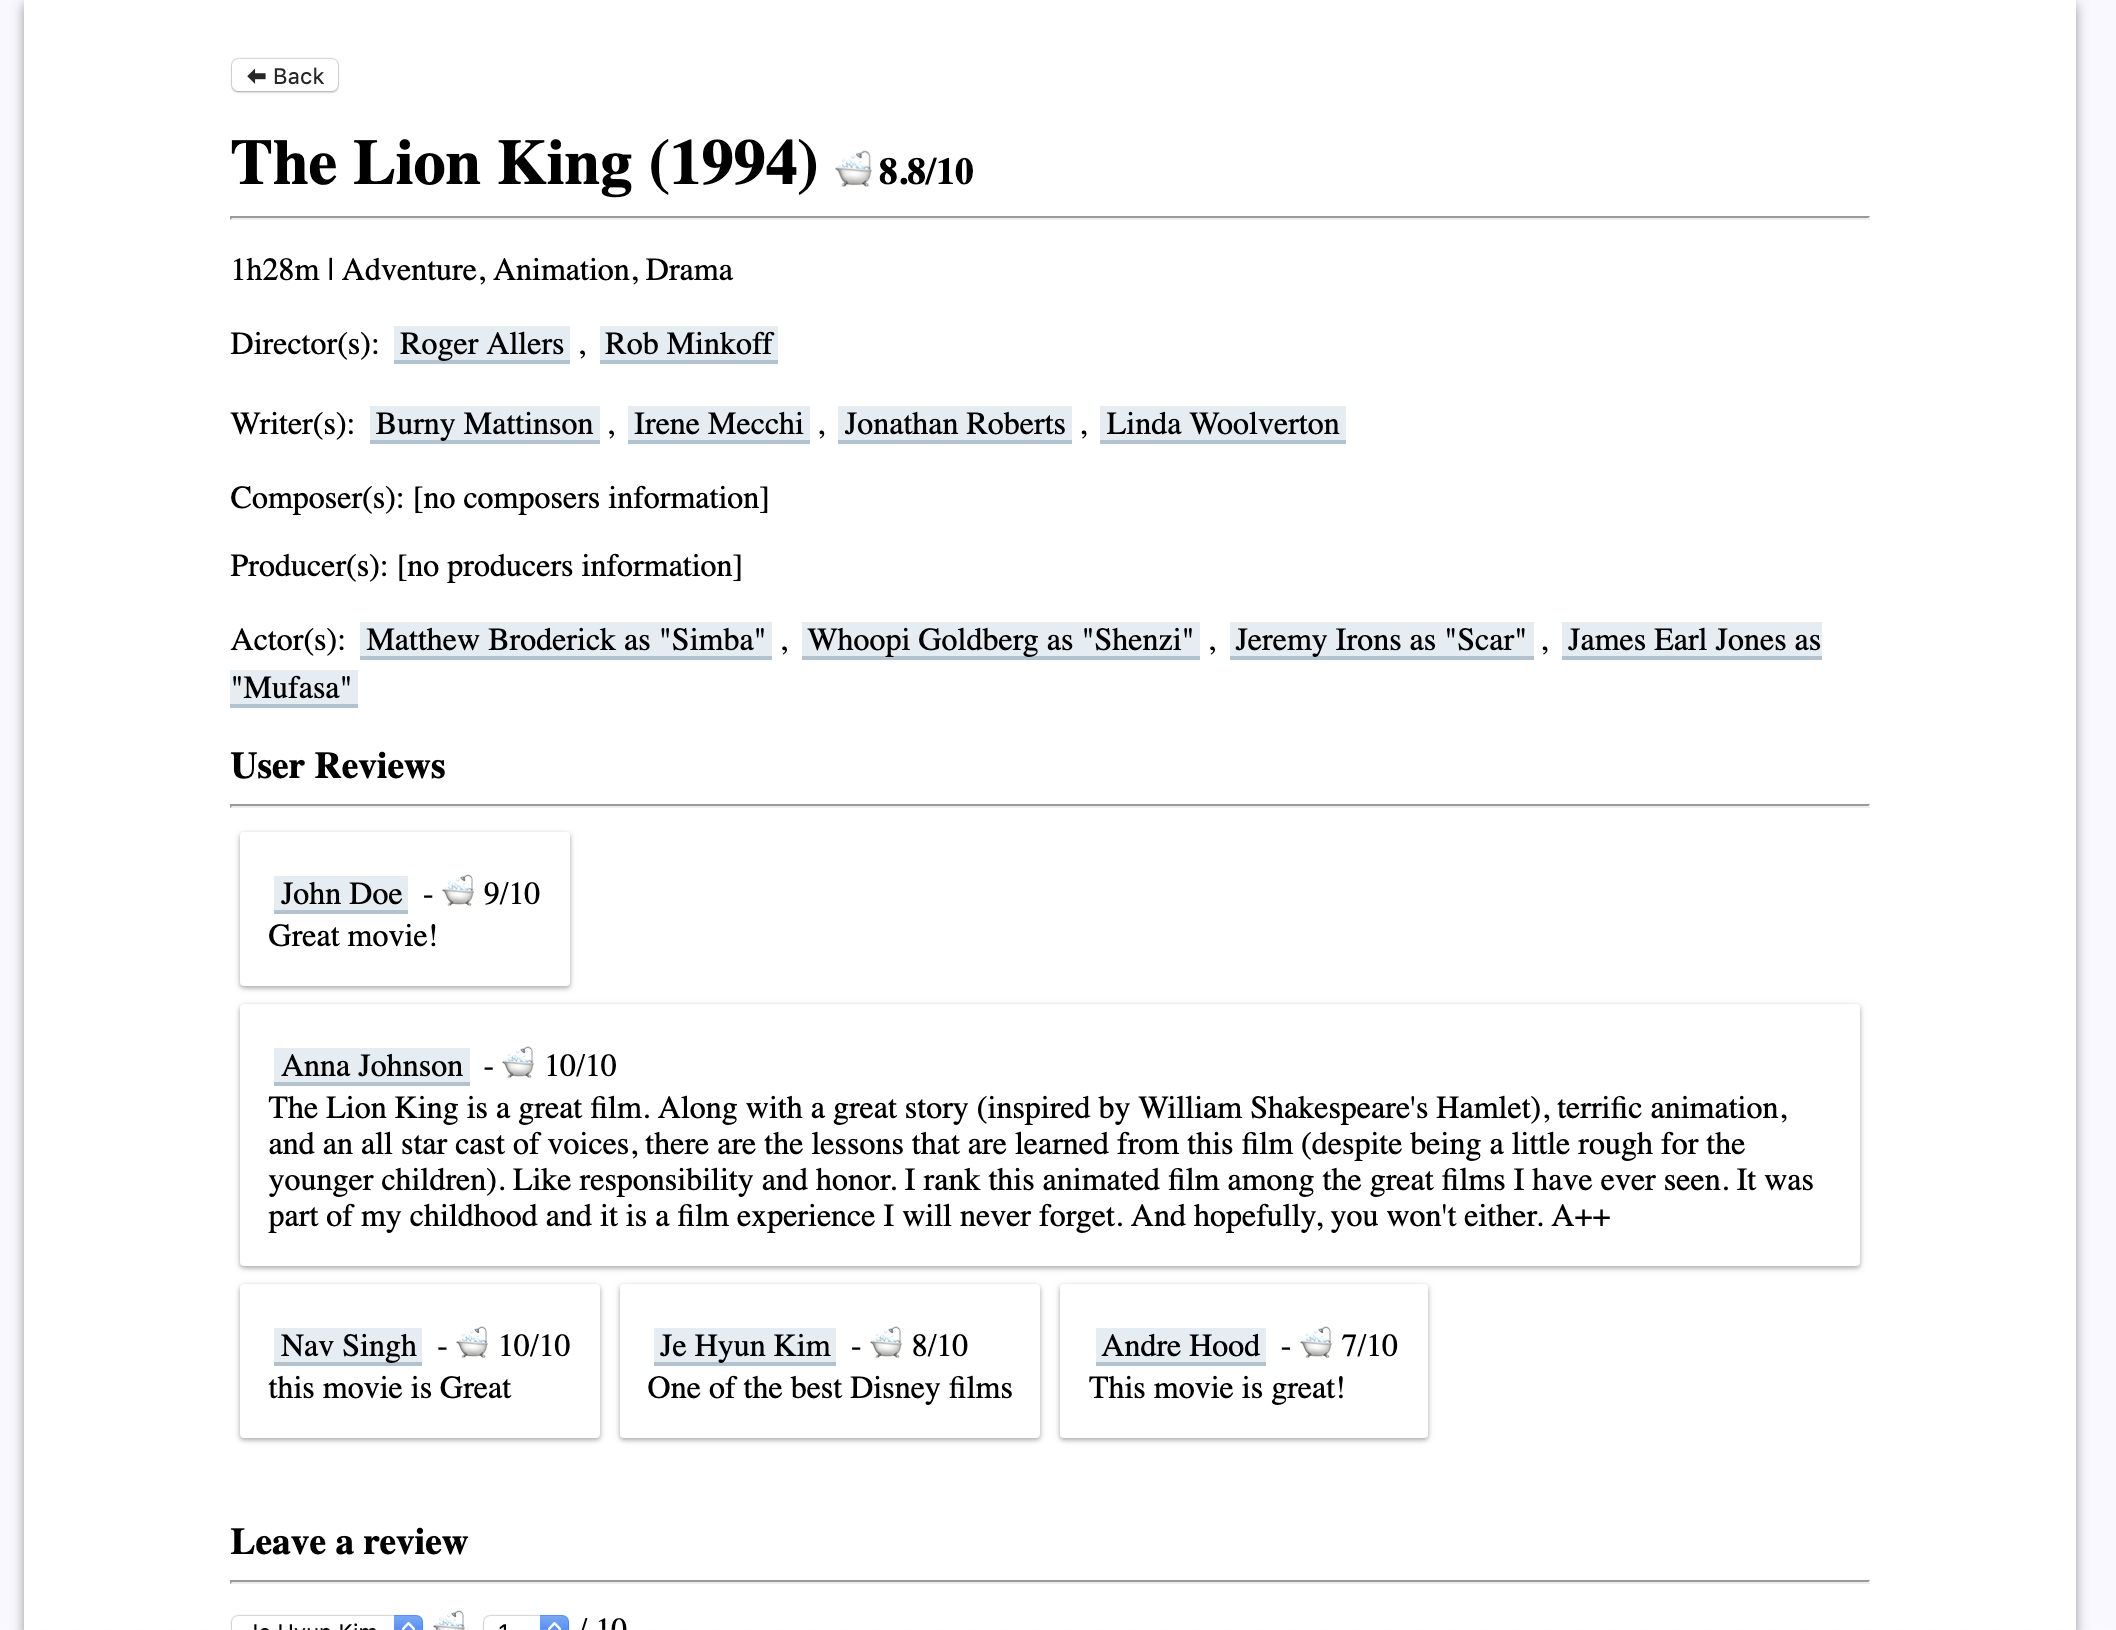 ⬅ Back
The Lion King (1994) 🛁8.8/10
1h28m | Adventure, Animation, Drama
Director(s): Roger Allers , Rob Minkoff
Writer(s): Burny Mattinson , Irene Mecchi , Jonathan Roberts , Linda Woolverton
Composer(s): [no composers information]
Producer(s): [no producers information]
Actor(s): Matthew Broderick as "Simba" , Whoopi Goldberg as "Shenzi" , Jeremy Irons as "Scar" , James Earl Jones as
"Mufasa"
User Reviews
John Doe - 🛁 9/10
Great movie!
Anna Johnson - 🛁 10/10
The Lion King is a great film. Along with a great story (inspired by William Shakespeare's Hamlet), terrific animation,
and an all star cast of voices, there are the lessons that are learned from this film (despite being a little rough for the
younger children). Like responsibility and honor. I rank this animated film among the great films I have ever seen. It was
part of my childhood and it is a film experience I will never forget. And hopefully, you won't either. A++
Nav Singh - 🛁 10/10
this movie is Great
Je Hyun Kim - 🛁 8/10
One of the best Disney films
Andre Hood - 🛁 7/10
This movie is great!
Leave a review
Je Hyun Kim 🛁 1 / 10